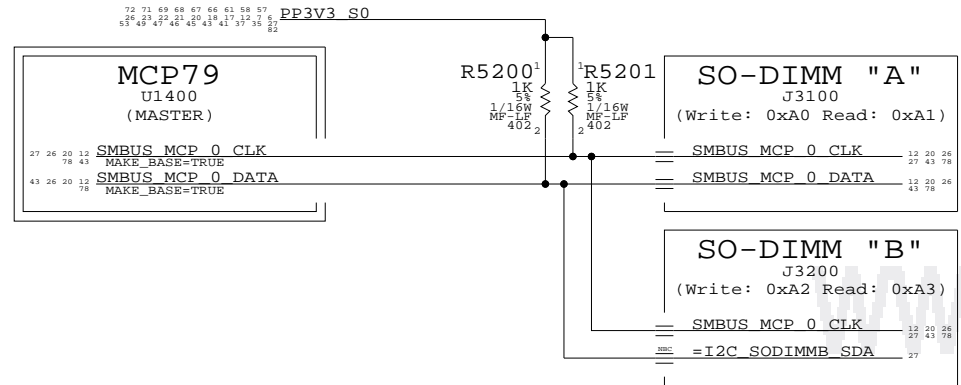 72 71 69 68 67 66 61 58 57
26 23 22 21 20 18 17 12 7 6
53 49 47 46 45 43 41 37 35 27
82
PP3V3_S0
MCP79
U1400
(MASTER)
27 26 20 12
78 43
SMBUS_MCP_0_CLK
MAKE_BASE=TRUE
43 26 20 12
78
SMBUS_MCP_0_DATA
MAKE_BASE=TRUE
R5200
1
1K
5%
1/16W
MF-LF
402
2
R5201
1
1K
5%
1/16W
MF-LF
402
2
SO-DIMM "A"
J3100
(Write: 0xA0 Read: 0xA1)
SMBUS_MCP_0_CLK
12 20 26
27 43 78
SMBUS_MCP_0_DATA
12 20 26
43 78
SO-DIMM "B"
J3200
(Write: 0xA2 Read: 0xA3)
SMBUS_MCP_0_CLK
12 20 26
27 43 78
=I2C_SODIMMB_SDA
27